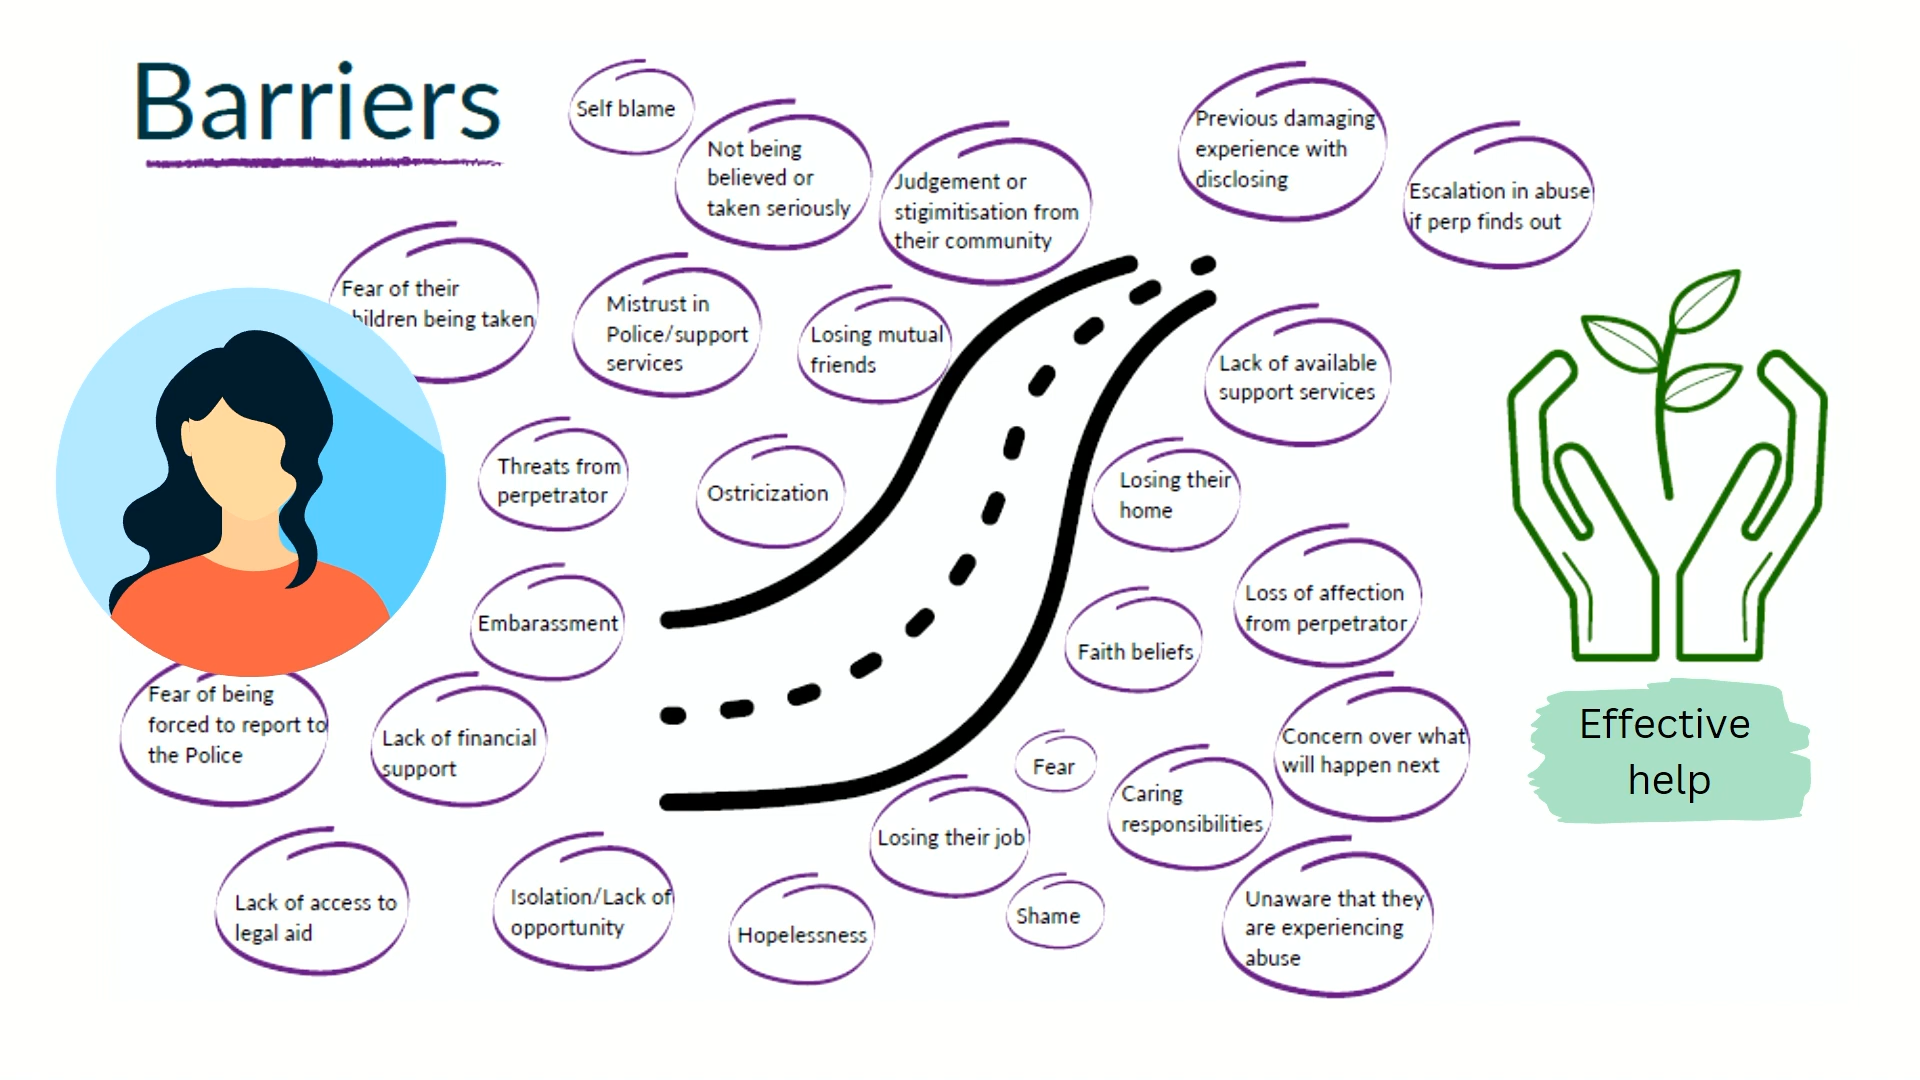 Barriers
Self blame
Not being
believed or
taken seriously
Judgement or
stigimitisation from
their community
Previous damaging
experience with
disclosing
Escalation in abuse
if perp finds out
Fear of their
hildren being taken
Mistrust in
Police/support
services
Losing mutual
friends
Lack of available
support services
Threats from
perpetrator
Ostricization
Losing their
home
Embarassment
Faith beliefs
Loss of affection
from perpetrator
Fear of being
forced to report to
the Police
Lack of financial
support
Fear
Caring
responsibilities
Concern over what
will happen next
Effective
help
Losing their job
Lack of access to
legal aid
Isolation/Lack of
opportunity
Hopelessness
Shame
Unaware that they
are experiencing
abuse